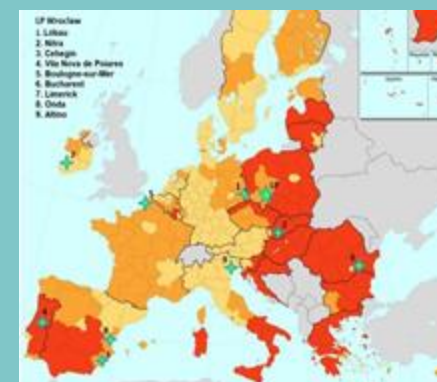 LP Wroclaw
1. Löbau
2. Nitra
3. Cehegin
4. Vila Nova de Poiares
5. Boulogne-sur-Mer
6. Bucharest
7. Limerick
8. Onda
9. Altino